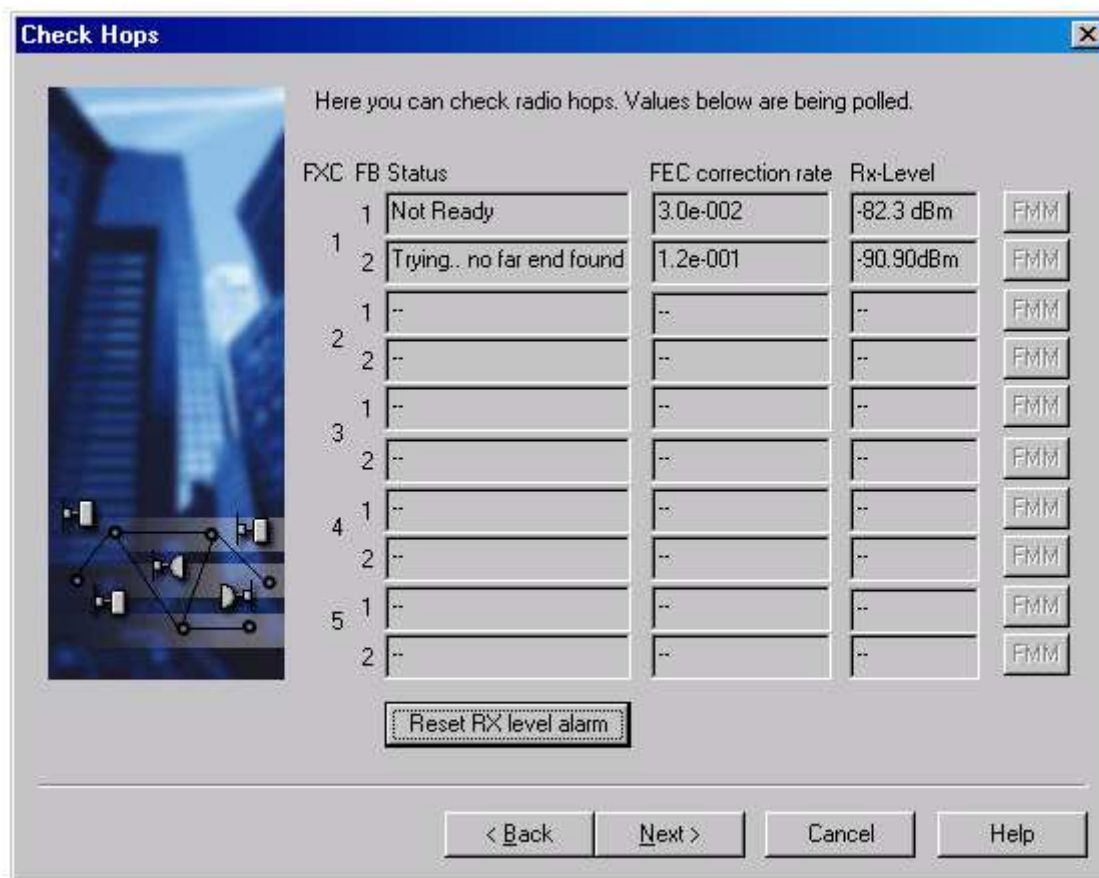 Check Hops
Here you can check radio hops. Values below are being polled.
FXC FB Status FEC correction rate Rx-Level
1
1 Not Ready 3.0e-002 -82.3 dBm FMM
2 Trying.. no far end found 1.2e-001 -90.90dBm FMM
2
1 -- -- -- FMM
2 -- -- -- FMM
3
1 -- -- -- FMM
2 -- -- -- FMM
4
1 -- -- -- FMM
2 -- -- -- FMM
5
1 -- -- -- FMM
2 -- -- -- FMM
Reset RX level alarm
< Back Next > Cancel Help